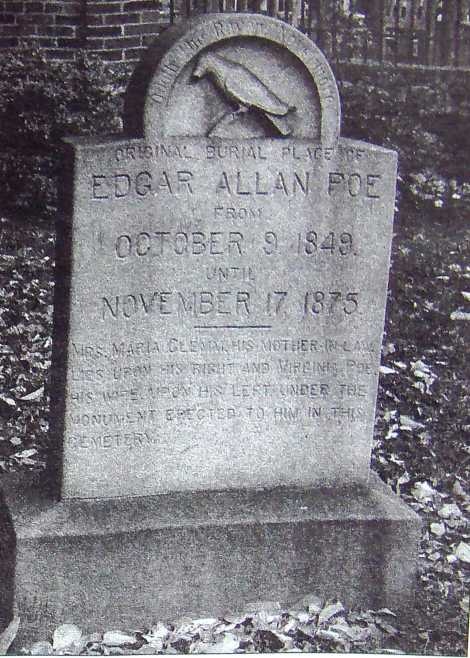 Quoth the Raven Nevermore
ORIGINAL BURIAL PLACE OF
EDGAR ALLAN POE
FROM
OCTOBER 9. 1849.
UNTIL
NOVEMBER 17. 1875.
MRS. MARIA CLEMM, HIS MOTHER-IN-LAW
LIES UPON HIS RIGHT AND VIRGINIA POE,
HIS WIFE, UPON HIS LEFT UNDER THE
MONUMENT ERECTED TO HIM IN THIS
CEMETERY.